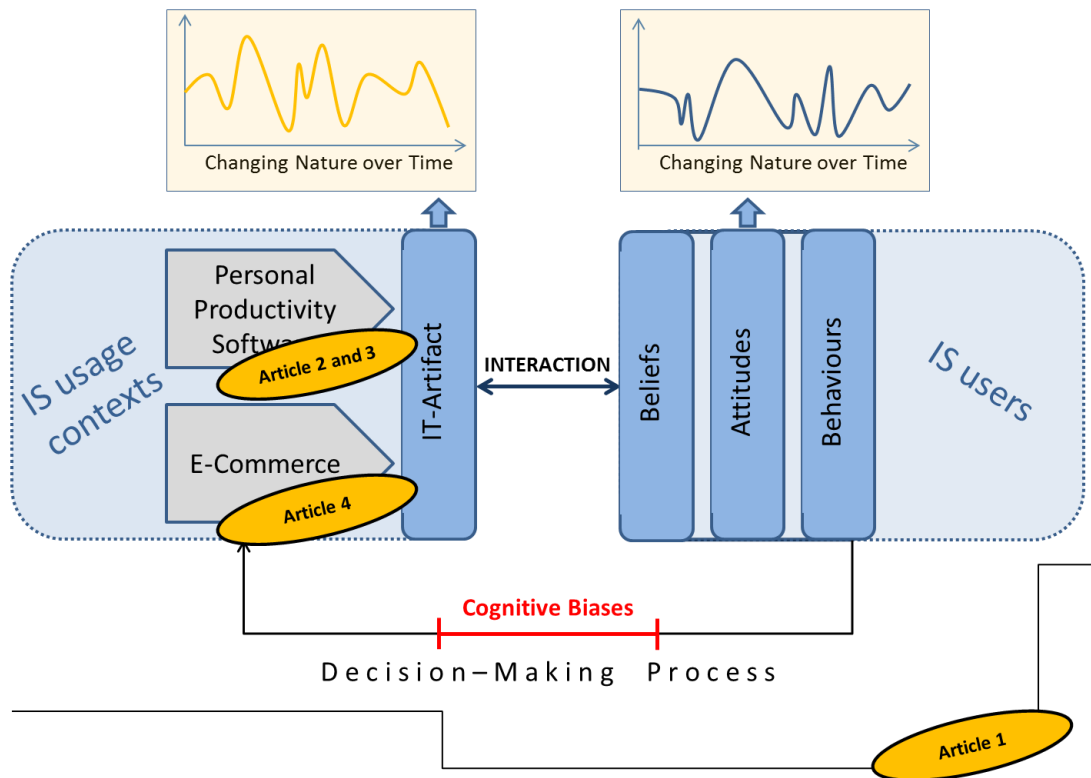 Changing Nature over Time
Changing Nature over Time
IS usage
contexts
Personal
Productivity
Softwa
Article 2 and 3
E-Commerce
Article 4
IT-Artifact
INTERACTION
Beliefs
Attitudes
Behaviours
IS users
Cognitive Biases
Decision–Making Process
Article 1